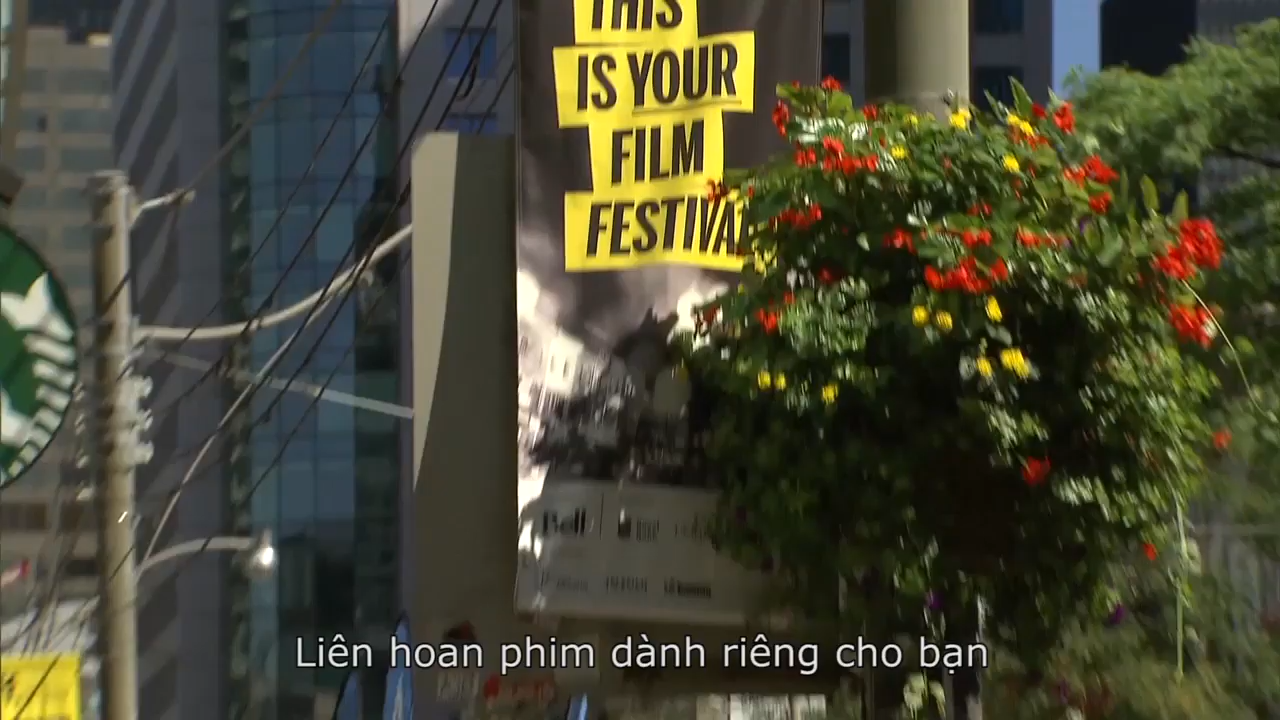 THIS
IS YOUR
FILM
FESTIVAL
Bell
Liên hoan phim dành riêng cho bạn